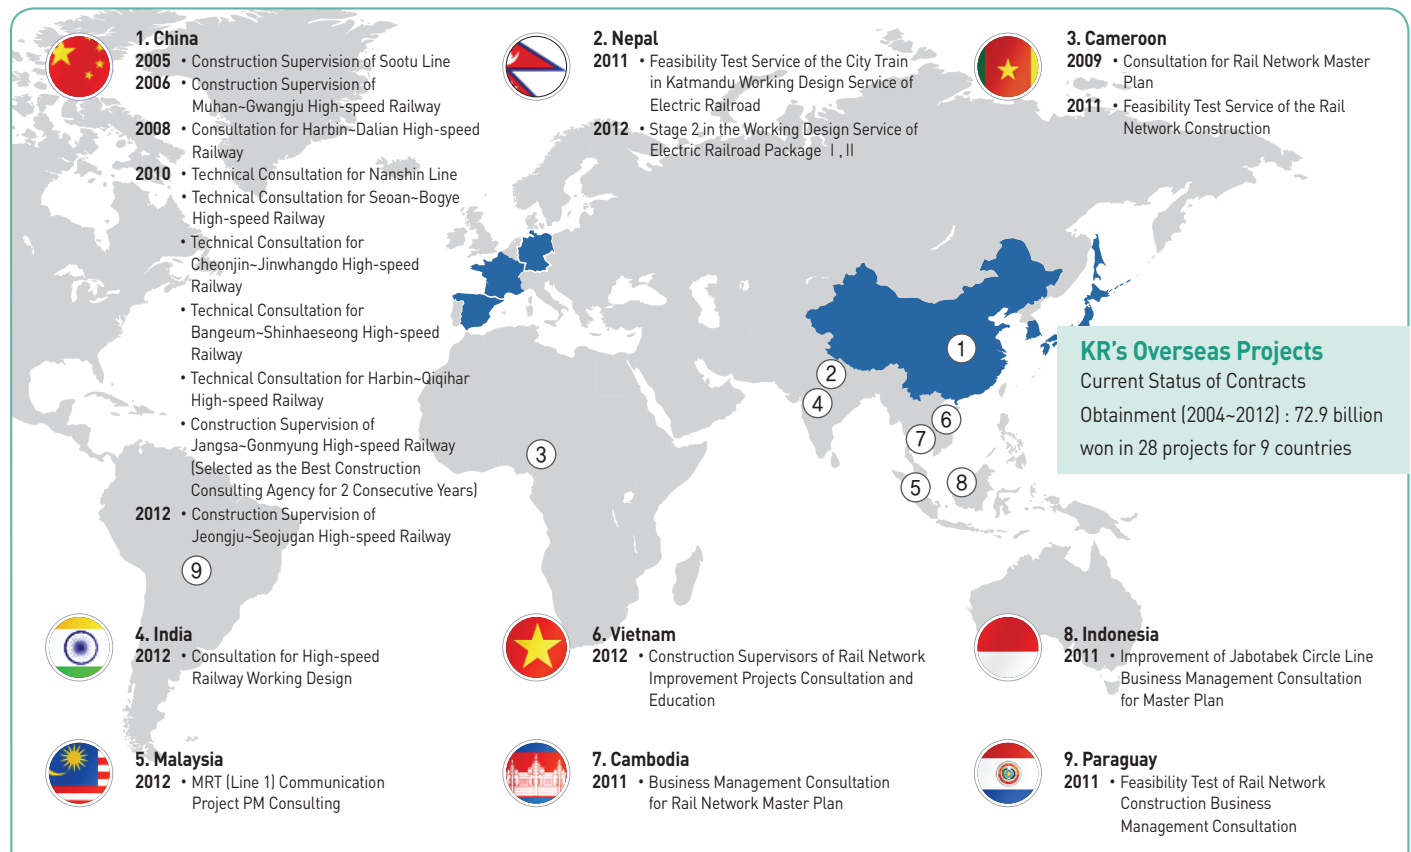 1. China
2005 • Construction Supervision of Sootu Line
2006 • Construction Supervision of
Muhan~Gwangju High-speed Railway
2008 • Consultation for Harbin~Dalian High-speed
Railway
2010 • Technical Consultation for Nanshin Line
• Technical Consultation for Seoan~Bogye
High-speed Railway
• Technical Consultation for
Cheonjin~Jinwhangdo High-speed
Railway
• Technical Consultation for
Bangeum~Shinhaeseong High-speed
Railway
• Technical Consultation for Harbin~Qiqihar
High-speed Railway
• Construction Supervision of
Jangsa~Gonmyung High-speed Railway
(Selected as the Best Construction
Consulting Agency for 2 Consecutive Years)
2012 • Construction Supervision of
Jeongju~Seojugan High-speed Railway
2. Nepal
2011 • Feasibility Test Service of the City Train
in Katmandu Working Design Service of
Electric Railroad
2012 • Stage 2 in the Working Design Service of
Electric Railroad Package Ⅰ, II
3. Cameroon
2009 • Consultation for Rail Network Master
Plan
2011 • Feasibility Test Service of the Rail
Network Construction
1
2
4
6
7
3
5
8
9
KR's Overseas Projects
Current Status of Contracts
Obtainment (2004~2012) : 72.9 billion
won in 28 projects for 9 countries
4. India
2012 • Consultation for High-speed
Railway Working Design
5. Malaysia
2012 • MRT (Line 1) Communication
Project PM Consulting
6. Vietnam
2012 • Construction Supervisors of Rail Network
Improvement Projects Consultation and
Education
7. Cambodia
2011 • Business Management Consultation
for Rail Network Master Plan
8. Indonesia
2011 • Improvement of Jabotabek Circle Line
Business Management Consultation
for Master Plan
9. Paraguay
2011 • Feasibility Test of Rail Network
Construction Business
Management Consultation